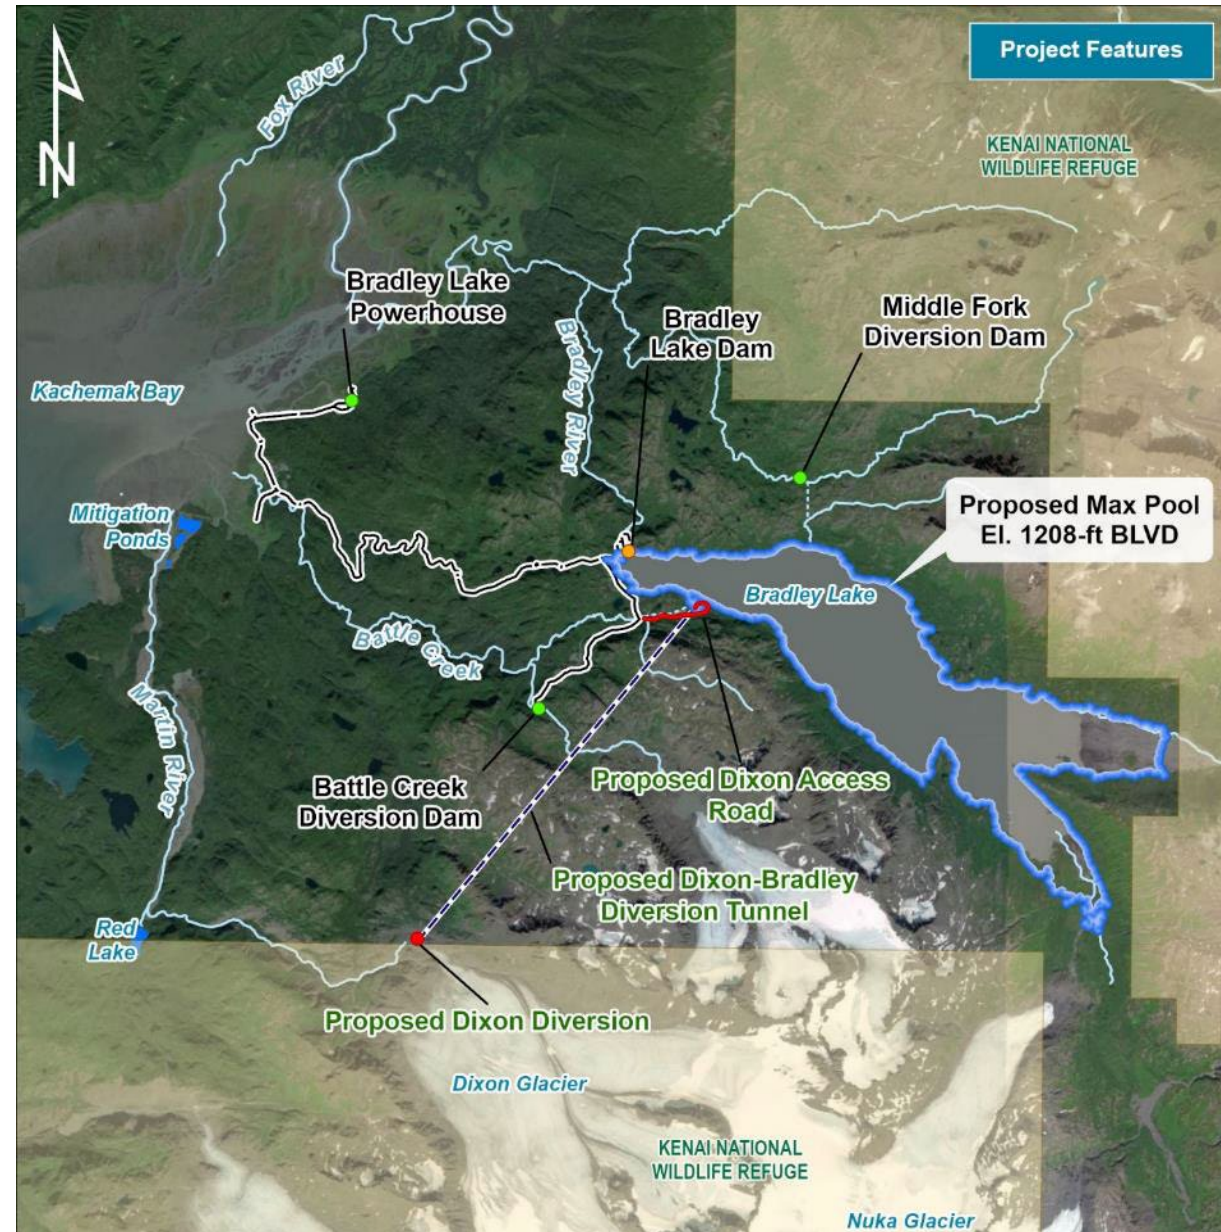 Project Features
Fox River
KENAI NATIONAL
WILDLIFE REFUGE
Bradley Lake
Powerhouse
Bradley River
Bradley
Lake Dam
Middle Fork
Diversion Dam
Kachemak Bay
Mitigation
Ponds
Proposed Max Pool
El. 1208-ft BLVD
Bradley Lake
Battle Creek
Martin River
Battle Creek
Diversion Dam
Proposed Dixon Access
Road
Proposed Dixon-Bradley
Diversion Tunnel
Red
Lake
Proposed Dixon Diversion
Dixon Glacier
KENAI NATIONAL
WILDLIFE REFUGE
Nuka Glacier
N